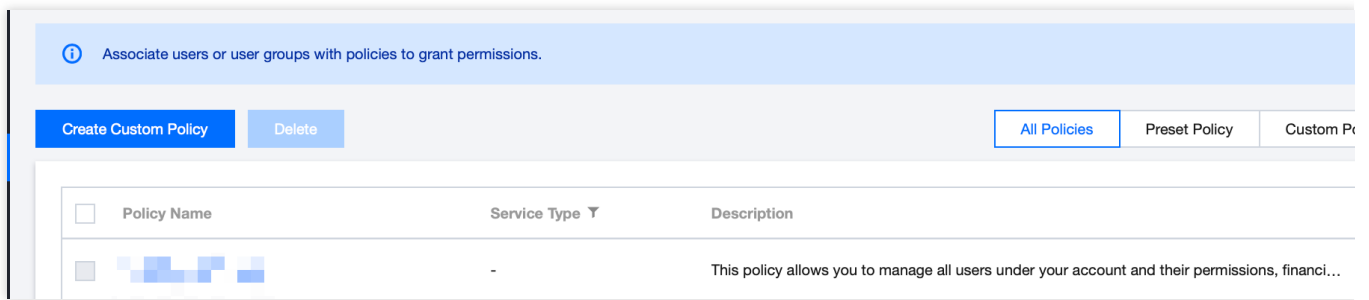 Associate users or user groups with policies to grant permissions.
Create Custom Policy Delete All Policies Preset Policy Custom
Policy Name Service Type Description
- This policy allows you to manage all users under your account and their permissions, financi...